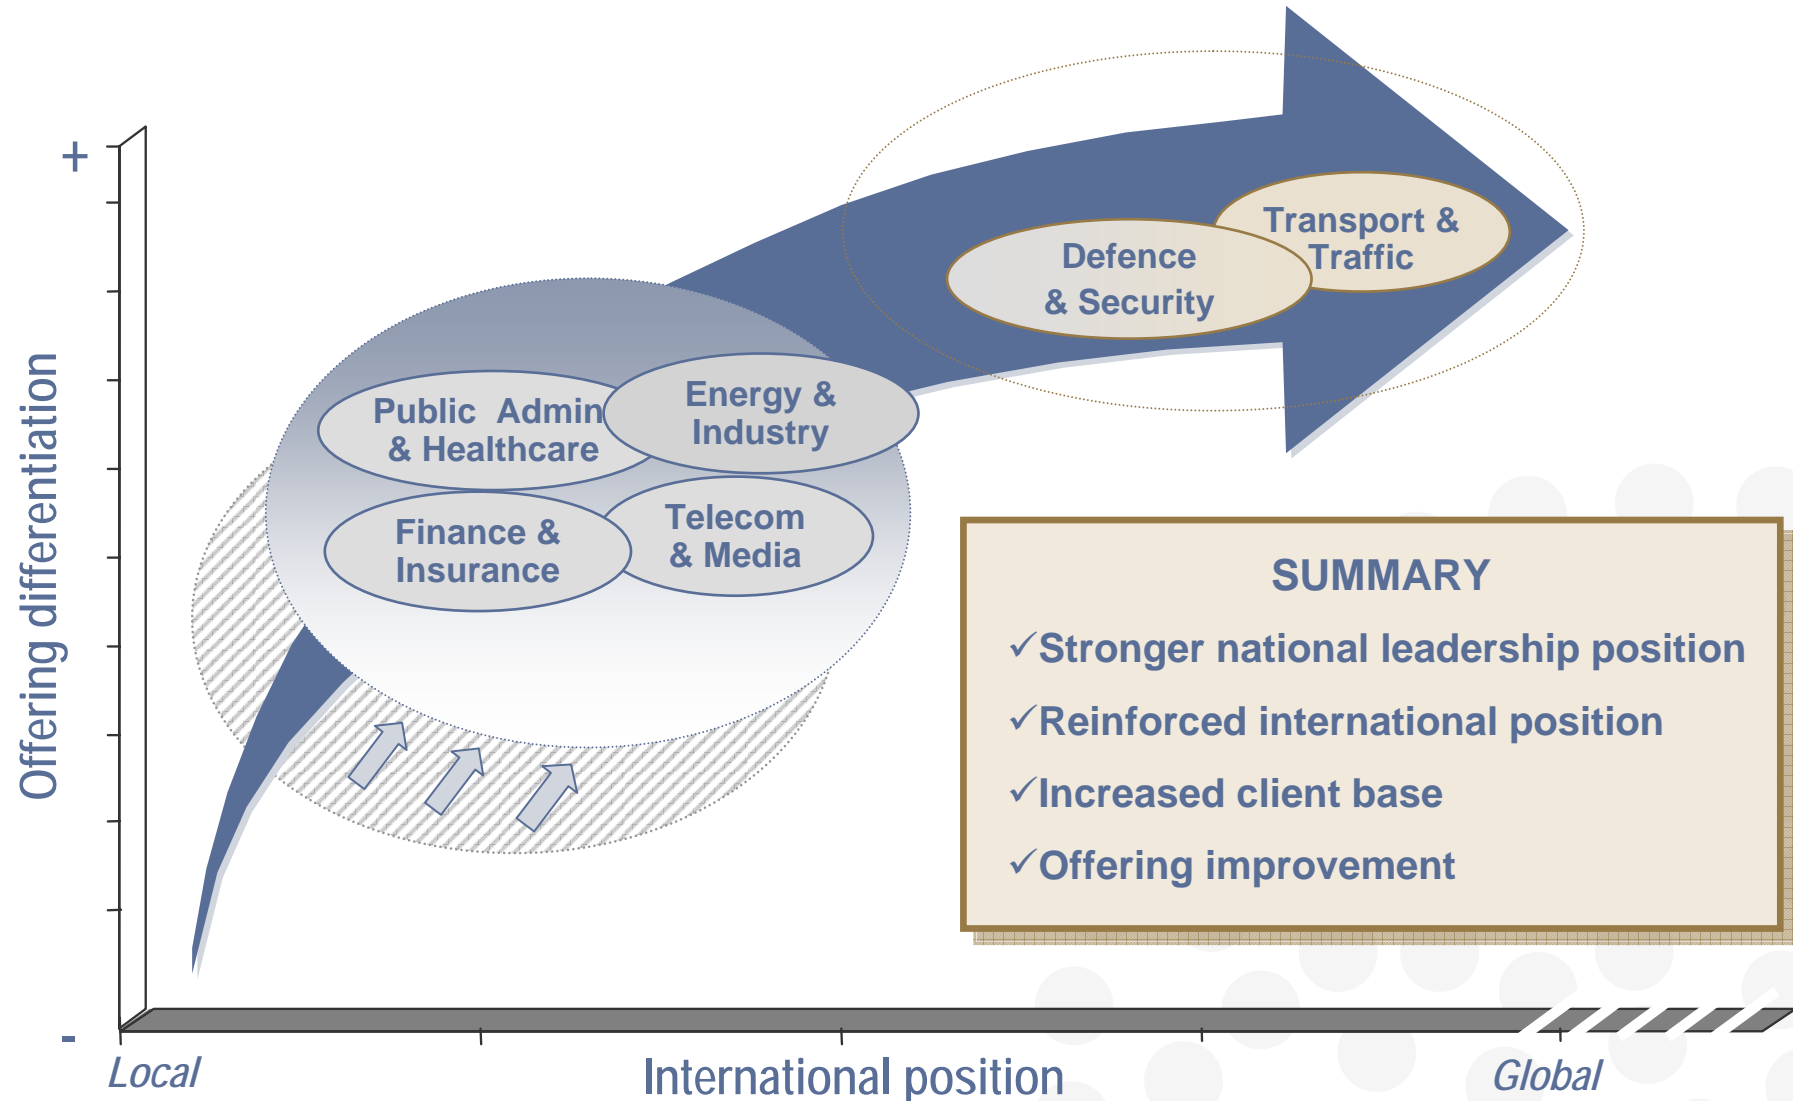 +
Offering differentiation
-
Transport &
Traffic
Defence
& Security
Public Admin
& Healthcare
Energy &
Industry
Finance &
Insurance
Telecom
& Media
SUMMARY
✓Stronger national leadership position
✓Reinforced international position
✓Increased client base
✓Offering improvement
Local
International position
Global